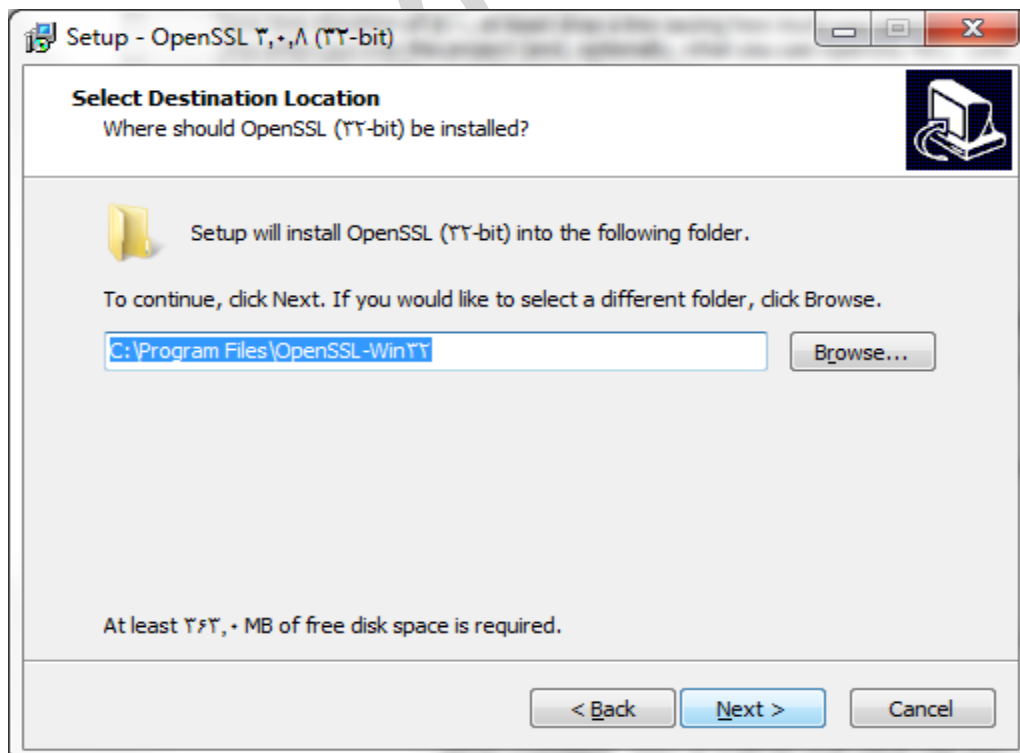 Setup - OpenSSL ۳,۰,۸ (۳۲-bit)
Select Destination Location
Where should OpenSSL (۳۲-bit) be installed?
Setup will install OpenSSL (۳۲-bit) into the following folder.
To continue, click Next. If you would like to select a different folder, click Browse.
C:\Program Files\OpenSSL-Win۳۲
Browse...
At least ۳۶۳,۰ MB of free disk space is required.
< Back
Next >
Cancel